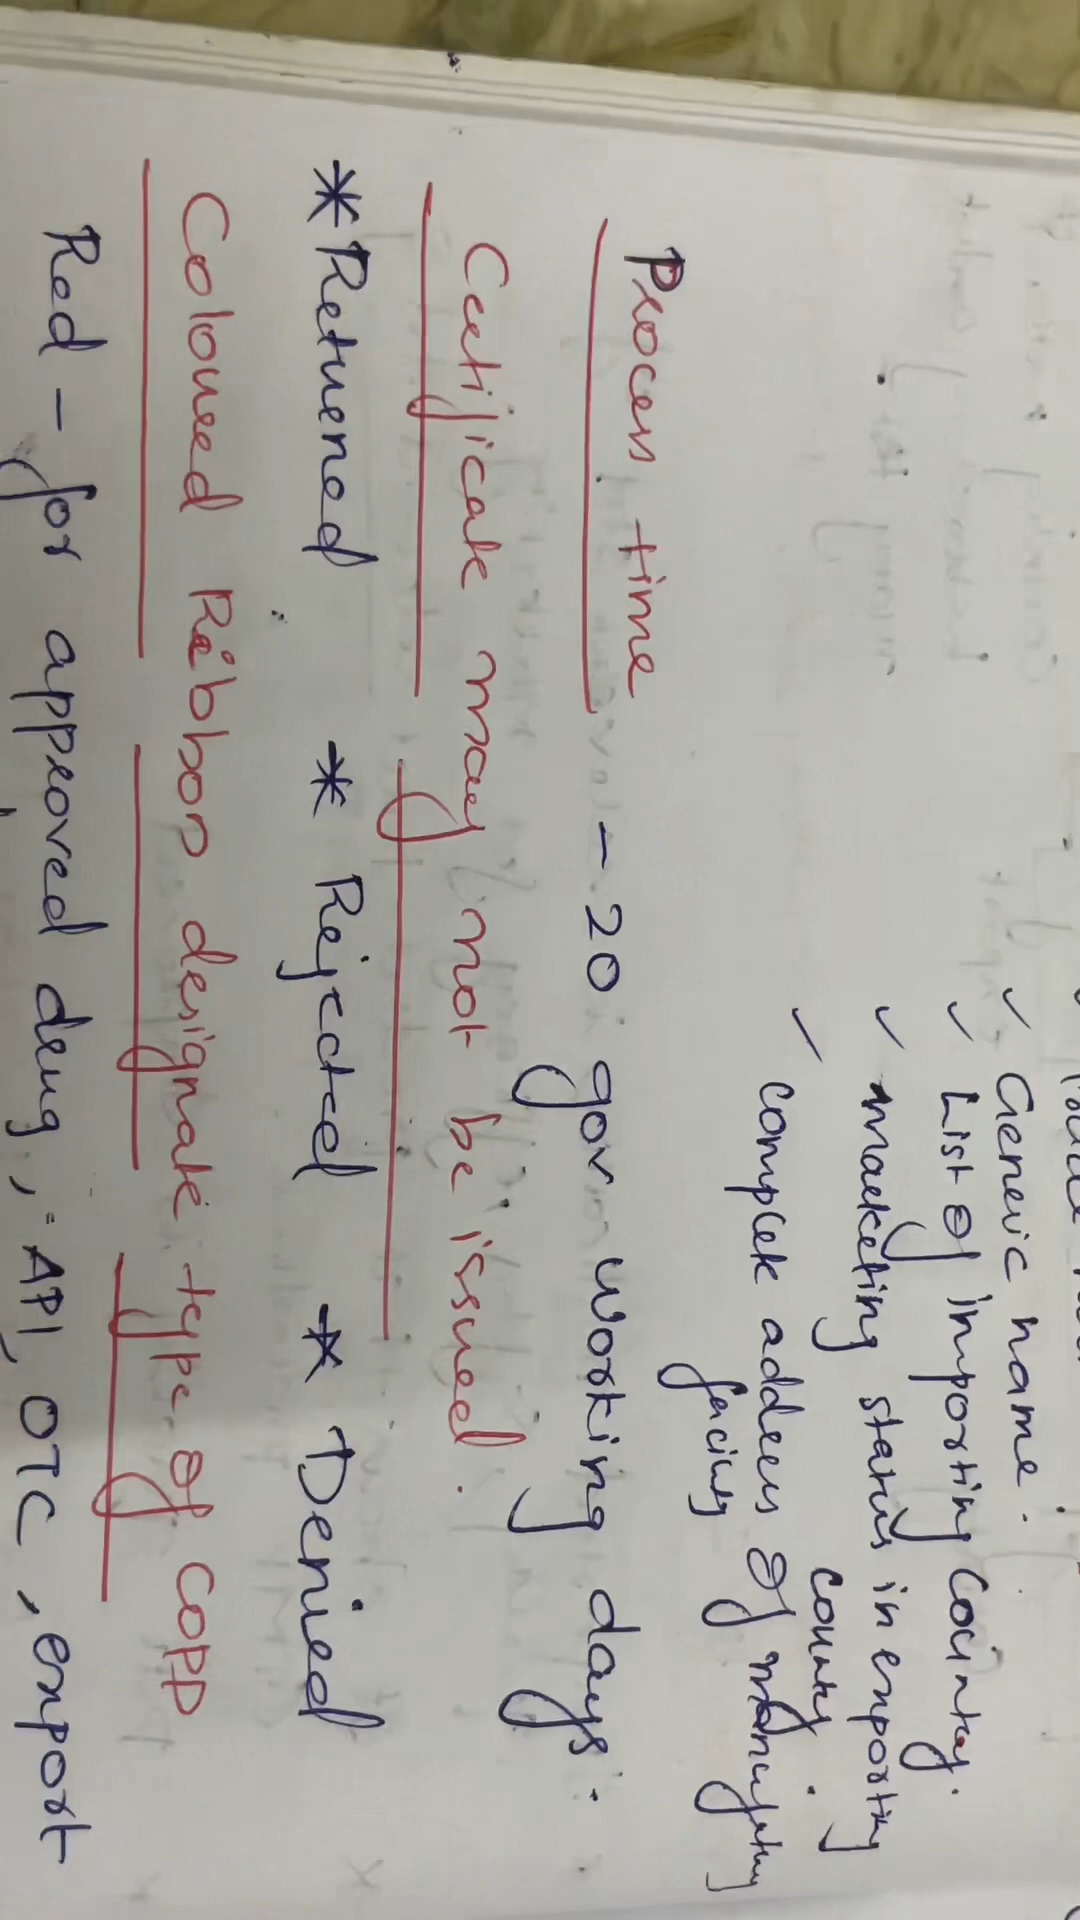 ✓ Generic name.
✓ List of importing Country.
✓ marketing status in exporting
country.
✓ complete address of manufacturing
facility
Process time - 20 gov working days.
Certificate may not be issued.
* Returned * Rejected * Denied
Coloured Ribbon designate type of COPP
Red - for approved drug, API, OTC, export